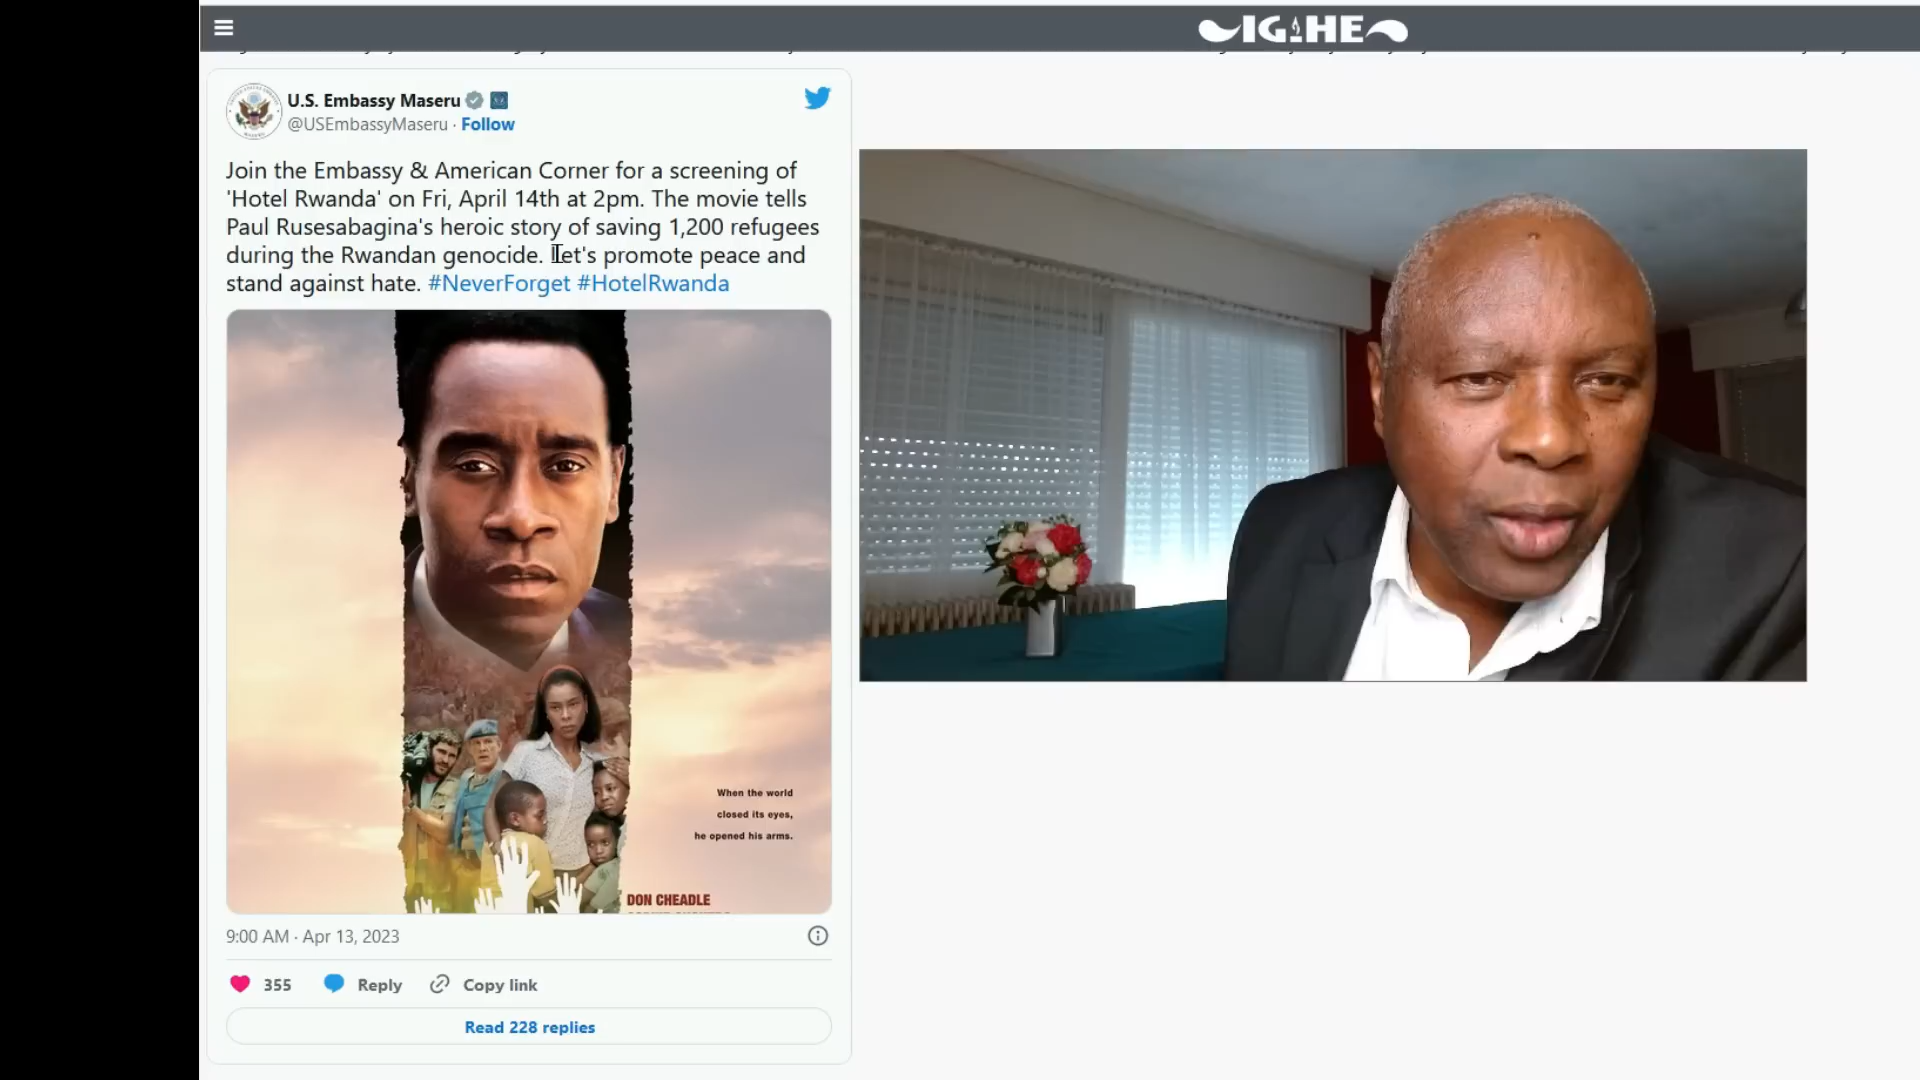 IGIHE
U.S. Embassy Maseru
@USEmbassyMaseru · Follow
Join the Embassy & American Corner for a screening of
'Hotel Rwanda' on Fri, April 14th at 2pm. The movie tells
Paul Rusesabagina's heroic story of saving 1,200 refugees
during the Rwandan genocide. Let's promote peace and
stand against hate. #NeverForget #HotelRwanda
When the world
closed its eyes,
he opened his arms.
DON CHEADLE
9:00 AM · Apr 13, 2023
355 Reply Copy link
Read 228 replies